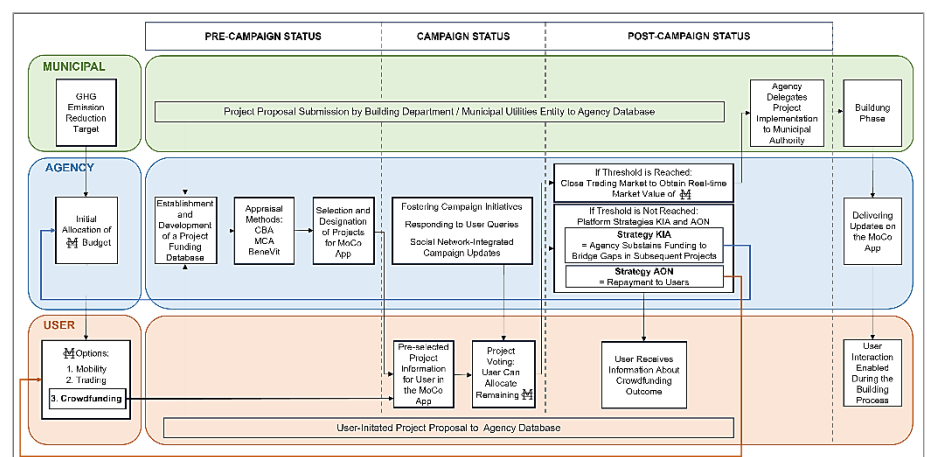 PRE-CAMPAIGN STATUS
CAMPAIGN STATUS
POST-CAMPAIGN STATUS
MUNICIPAL
GHG
Emission
Reduction
Target
Project Proposal Submission by Building Department / Municipal Utilities Entity to Agency Database
Agency
Delegates
Project
Implementation
to Municipal
Authority
Buildung
Phase
AGENCY
Initial
Allocation of
M Budget
Establishment and
Development of a
Project Funding
Database
Appraisal
Methods:
CBA
MCA
BeneVit
Selection and
Designation of
Projects for MoCo
App
Fostering Campaign Initiatives
Responding to User Queries
Social Network-Integrated
Campaign Updates
If Threshold is Reached:
Close Trading Market to Obtain Real-time
Market Value of M
If Treshold is Not Reached:
Platform Strategies KIA and AON
Strategy KIA
= Agency Substains Funding to
Bridge Gaps in Subsequent Projects
Strategy AON
= Repayment to Users
Delivering
Updates on
the MoCo
App
USER
M Options:
1. Mobility
2. Trading
3. Crowdfunding
Pre-selected
Project
Information
for User in
the MoCo
App
Project
Voting:
User Can
Allocate
Remaining M
User Receives
Information About
Crowdfunding
Outcome
User
Interaction
Enabled
During the
Building
Process
User-Initated Project Proposal to Agency Database